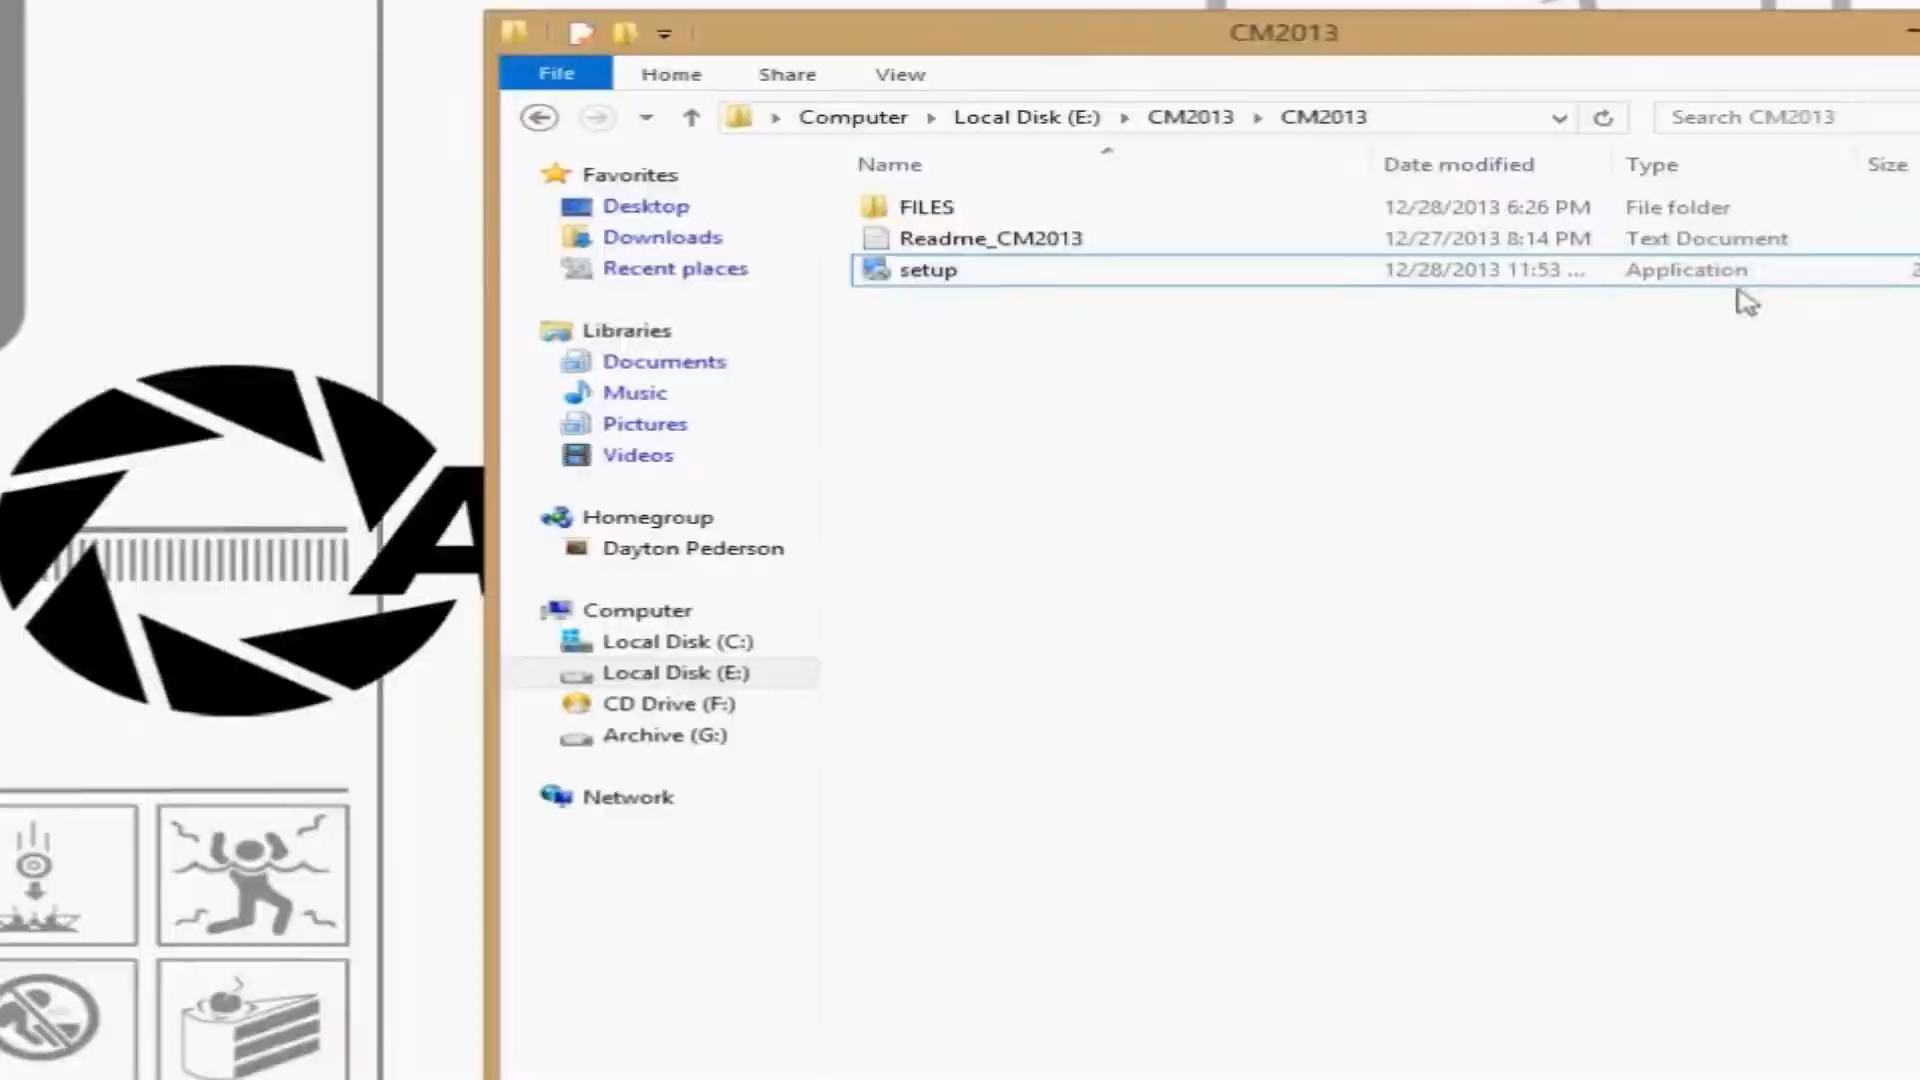 CM2013
File Home Share View
Computer Local Disk (E:) CM2013 CM2013 Search CM2013
Name Date modified Type Size
FILES 12/28/2013 6:26 PM File folder
Readme_CM2013 12/27/2013 8:14 PM Text Document
setup 12/28/2013 11:53 ... Application 2
Favorites
Desktop
Downloads
Recent places
Libraries
Documents
Music
Pictures
Videos
Homegroup
Dayton Pederson
Computer
Local Disk (C:)
Local Disk (E:)
CD Drive (F:)
Archive (G:)
Network
A